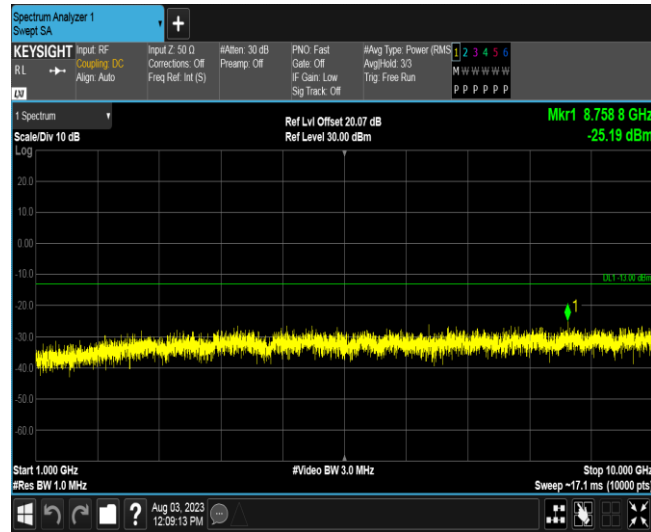 Spectrum Analyzer 1
Swept SA
+
KEYSIGHT
RL
LXI
Input: RF
Coupling: DC
Align: Auto
Input Z: 50 Ω
Corrections: Off
Freq Ref: Int (S)
#Atten: 30 dB
Preamp: Off
PNO: Fast
Gate: Off
IF Gain: Low
Sig Track: Off
#Avg Type: Power (RMS
Avg|Hold: 3/3
Trig: Free Run
1 2 3 4 5 6
M W W W W W
P P P P P P
1 Spectrum
Scale/Div 10 dB
Log
Ref Lvl Offset 20.07 dB
Ref Level 30.00 dBm
Mkr1 8.758 8 GHz
-25.19 dBm
20.0
10.0
0.00
-10.0
DL1 -13.00 dBm
-20.0
1
-30.0
-40.0
-50.0
-60.0
Start 1.000 GHz
#Res BW 1.0 MHz
#Video BW 3.0 MHz
Stop 10.000 GHz
Sweep ~17.1 ms (10000 pts)
?
Aug 03, 2023
12:09:13 PM